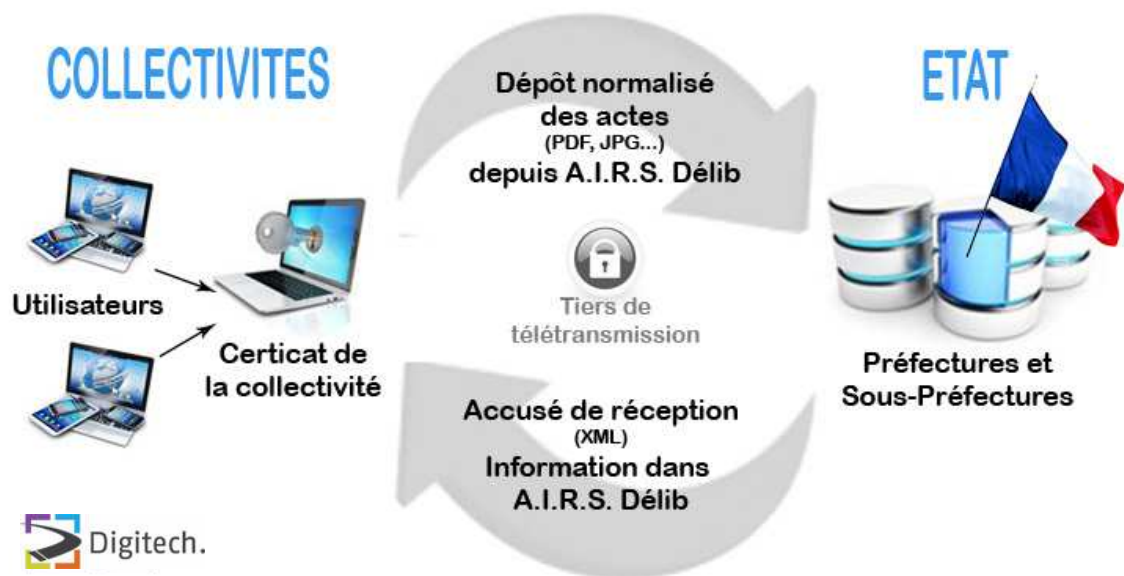 COLLECTIVITES
Utilisateurs
Certicat de
la collectivité
Dépôt normalisé
des actes
(PDF, JPG...)
depuis A.I.R.S. Délib
Tiers de
télétransmission
Accusé de réception
(XML)
Information dans
A.I.R.S. Délib
ETAT
Préfectures et
Sous-Préfectures
Digitech.